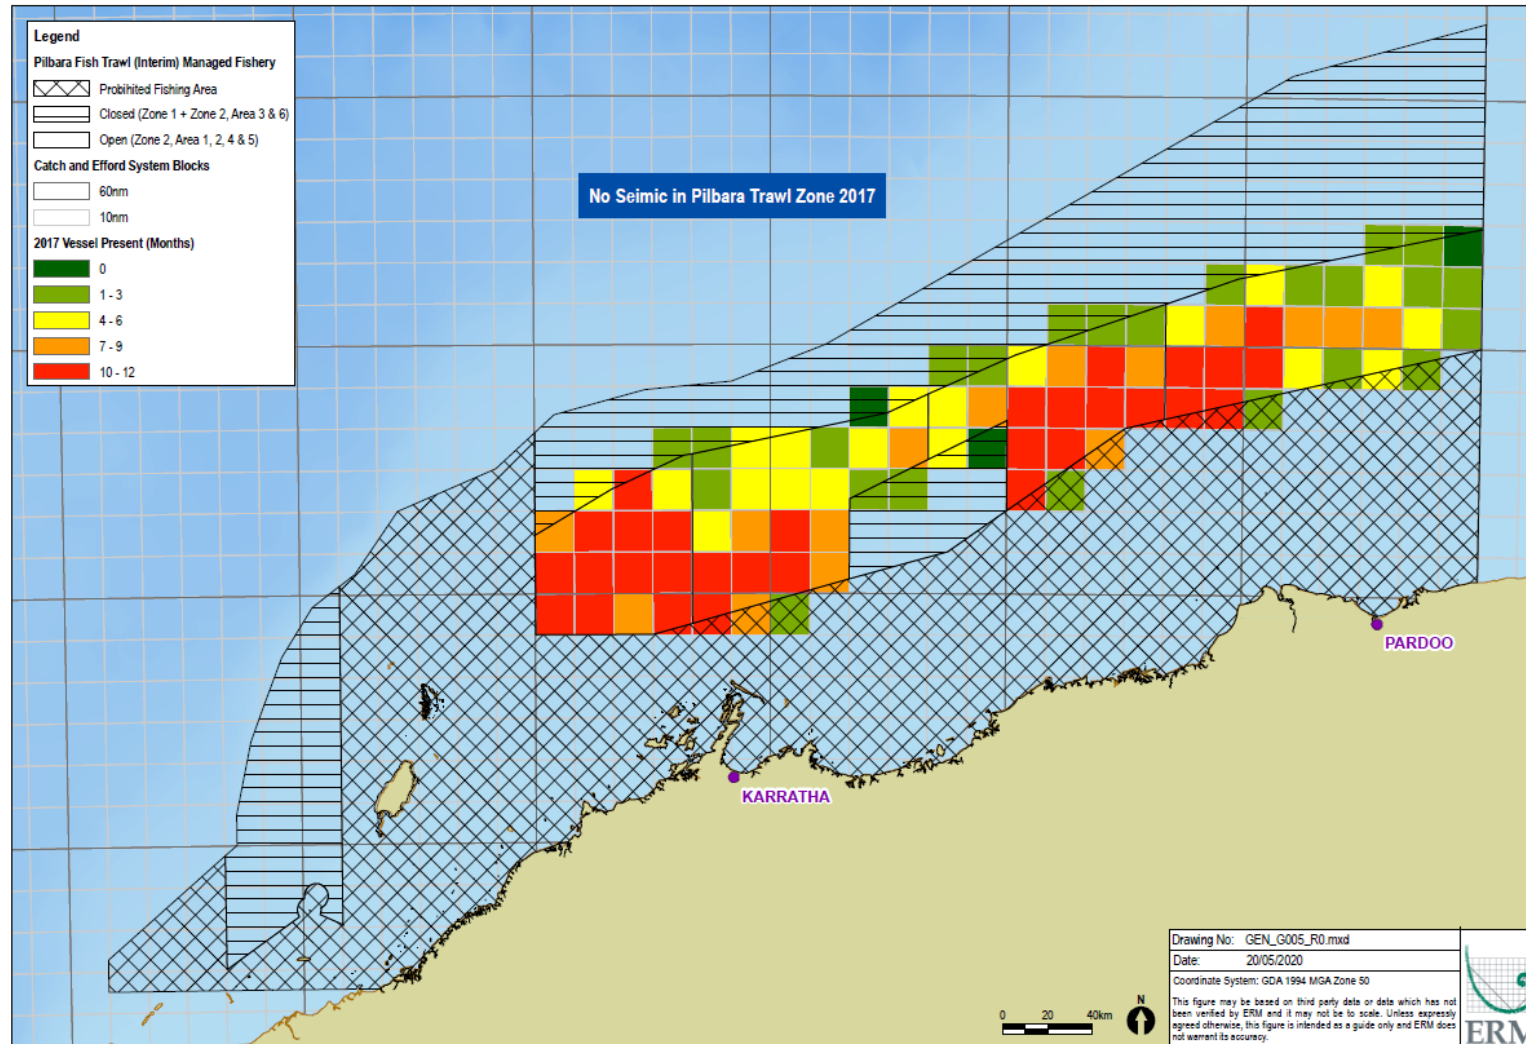 Legend
Pilbara Fish Trawl (Interim) Managed Fishery
Probihited Fishing Area
Closed (Zone 1 + Zone 2, Area 3 & 6)
Open (Zone 2, Area 1, 2, 4 & 5)
Catch and Efford System Blocks
60nm
10nm
2017 Vessel Present (Months)
0
1 - 3
4 - 6
7 - 9
10 - 12
No Seimic in Pilbara Trawl Zone 2017
PARDOO
KARRATHA
0 20 40km
N
Drawing No: GEN_G005_R0.mxd
Date: 20/05/2020
Coordinate System: GDA 1994 MGA Zone 50
This figure may be based on third party data or data which has not
been verified by ERM and it may not be to scale. Unless expressly
agreed otherwise, this figure is intended as a guide only and ERM does
not warrant its accuracy.
ERM